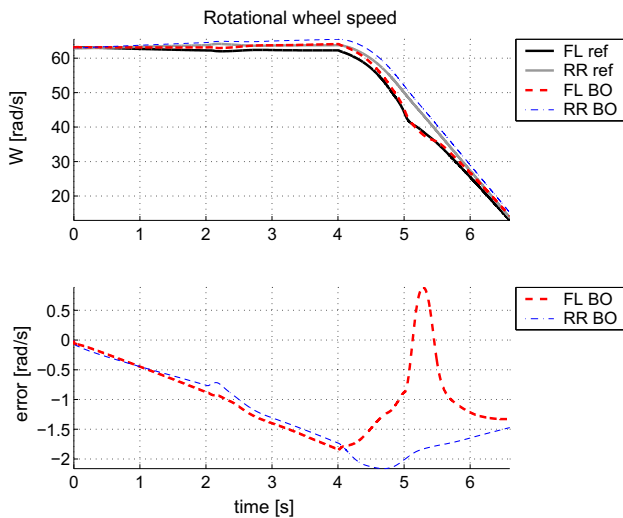 Rotational wheel speed
W [rad/s]
60
50
40
30
20
0
1
2
3
4
5
6
FL ref
RR ref
FL BO
RR BO
error [rad/s]
0.5
0
−0.5
−1
−1.5
−2
0
1
2
3
4
5
6
time [s]
FL BO
RR BO